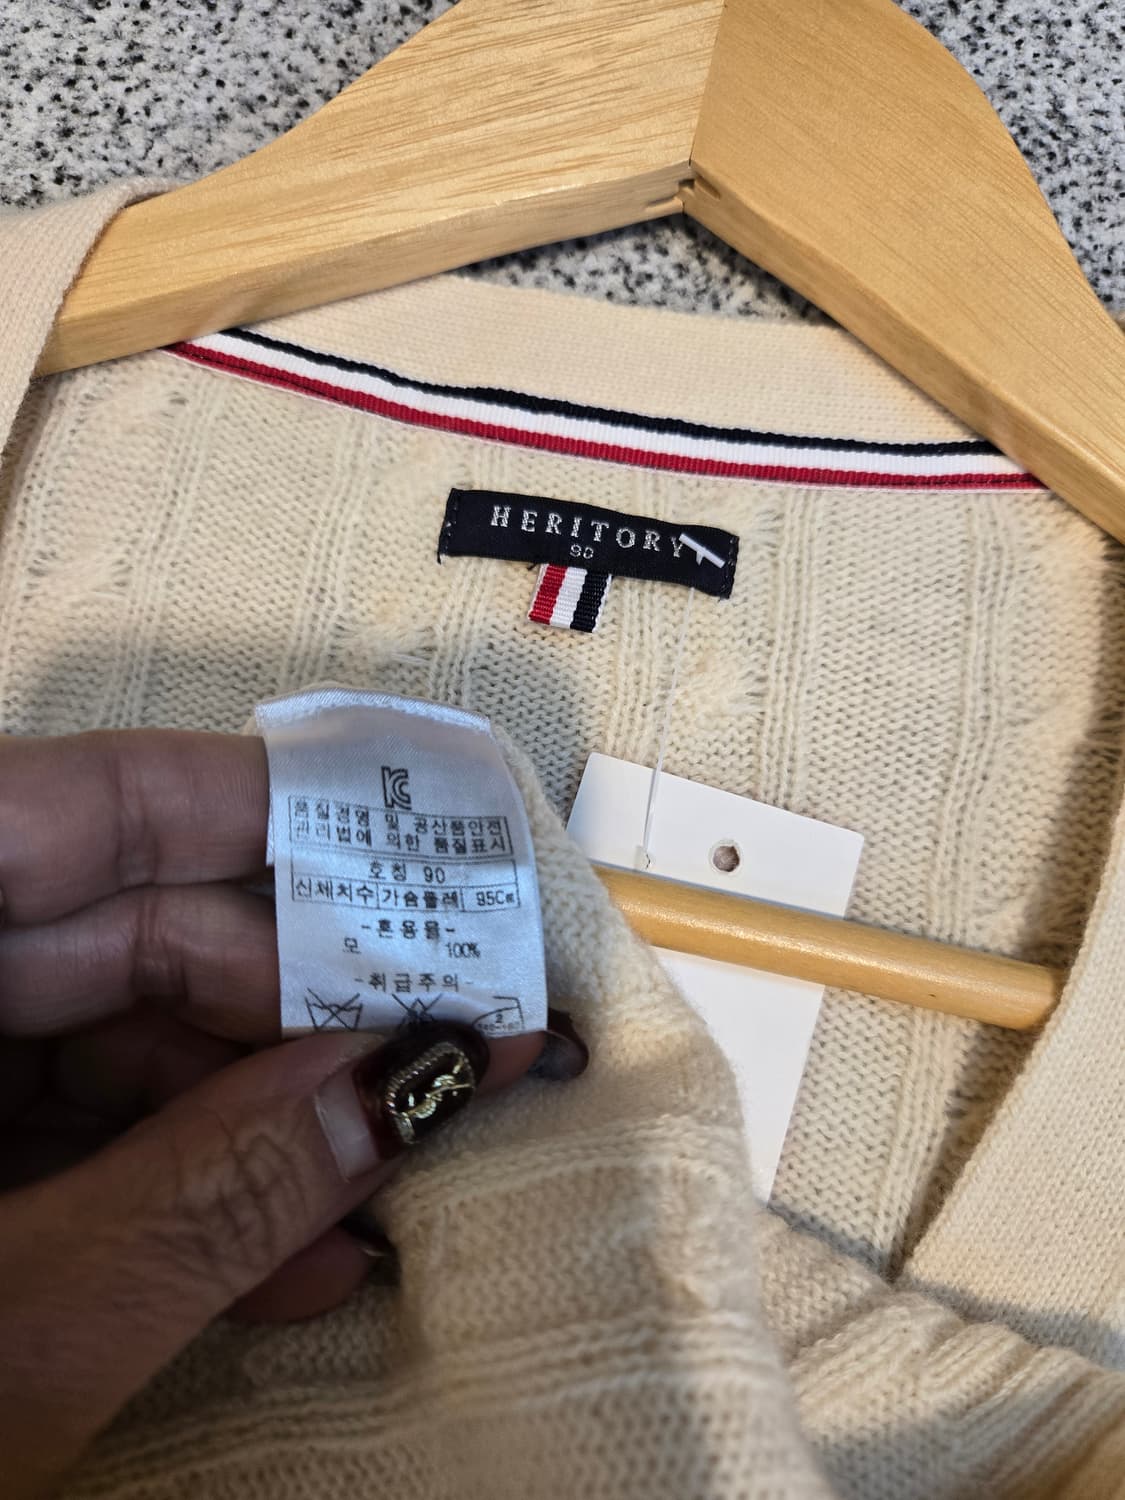 HERITORY
90
품질경영 및 공산품안전
관리법에 의한 품질표시
호칭 90
신체치수 가슴둘레 95Cm
-혼용율-
모 100%
-취급주의-
2